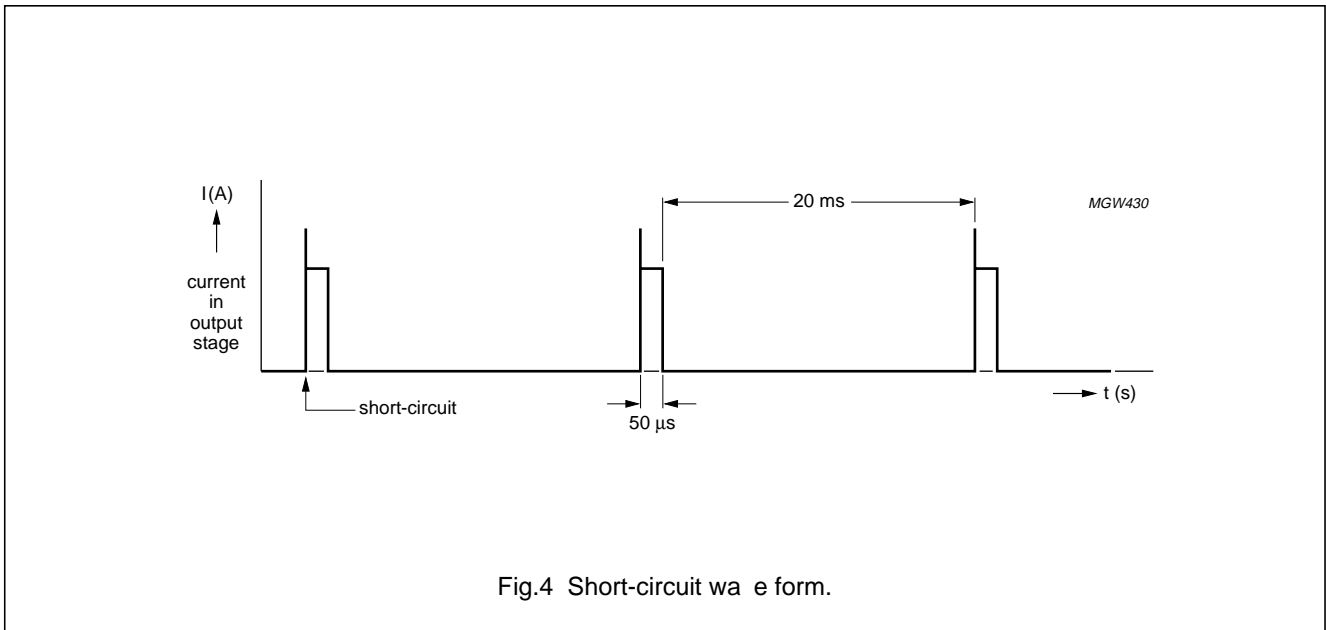 I (A)
20 ms
MGW430
current
in
output
stage
t (s)
short-circuit
50 µs
Fig.4 Short-circuit wa e form.